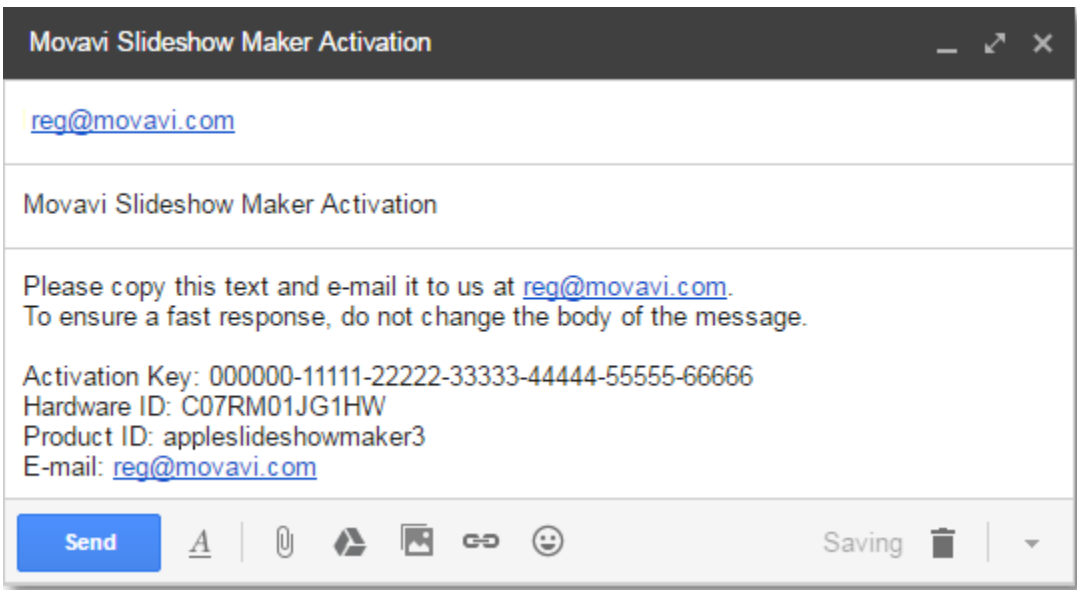 Movavi Slideshow Maker Activation
reg@movavi.com
Movavi Slideshow Maker Activation
Please copy this text and e-mail it to us at reg@movavi.com.
To ensure a fast response, do not change the body of the message.
Activation Key: 000000-11111-22222-33333-44444-55555-66666
Hardware ID: C07RM01JG1HW
Product ID: appleslideshowmaker3
E-mail: reg@movavi.com
Send A Saving